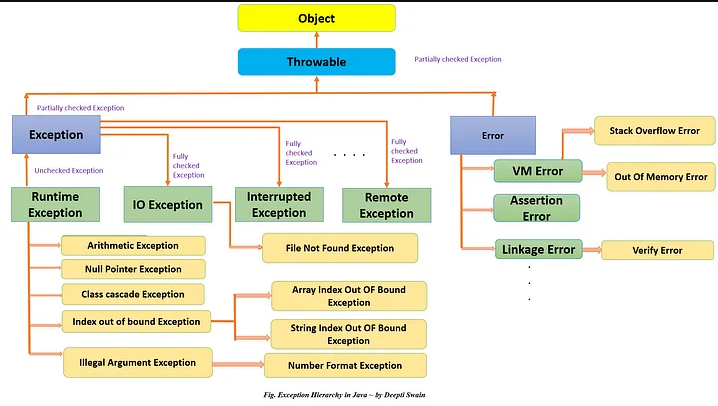 Object
Throwable
Partially checked Exception
Partially checked Exception
Exception
Error
Stack Overflow Error
Fully
checked
Exception
Fully
checked
Exception
Fully
checked
Exception
. . . .
Unchecked Exception
VM Error
Out Of Memory Error
Runtime
Exception
IO Exception
Interrupted
Exception
Remote
Exception
Assertion
Error
Arithmetic Exception
File Not Found Exception
Linkage Error
Verify Error
Null Pointer Exception
.
.
.
Class cascade Exception
Array Index Out OF Bound
Exception
Index out of bound Exception
String Index Out OF Bound
Exception
Illegal Argument Exception
Number Format Exception
Fig. Exception Hierarchy in Java ~ by Deepti Swain